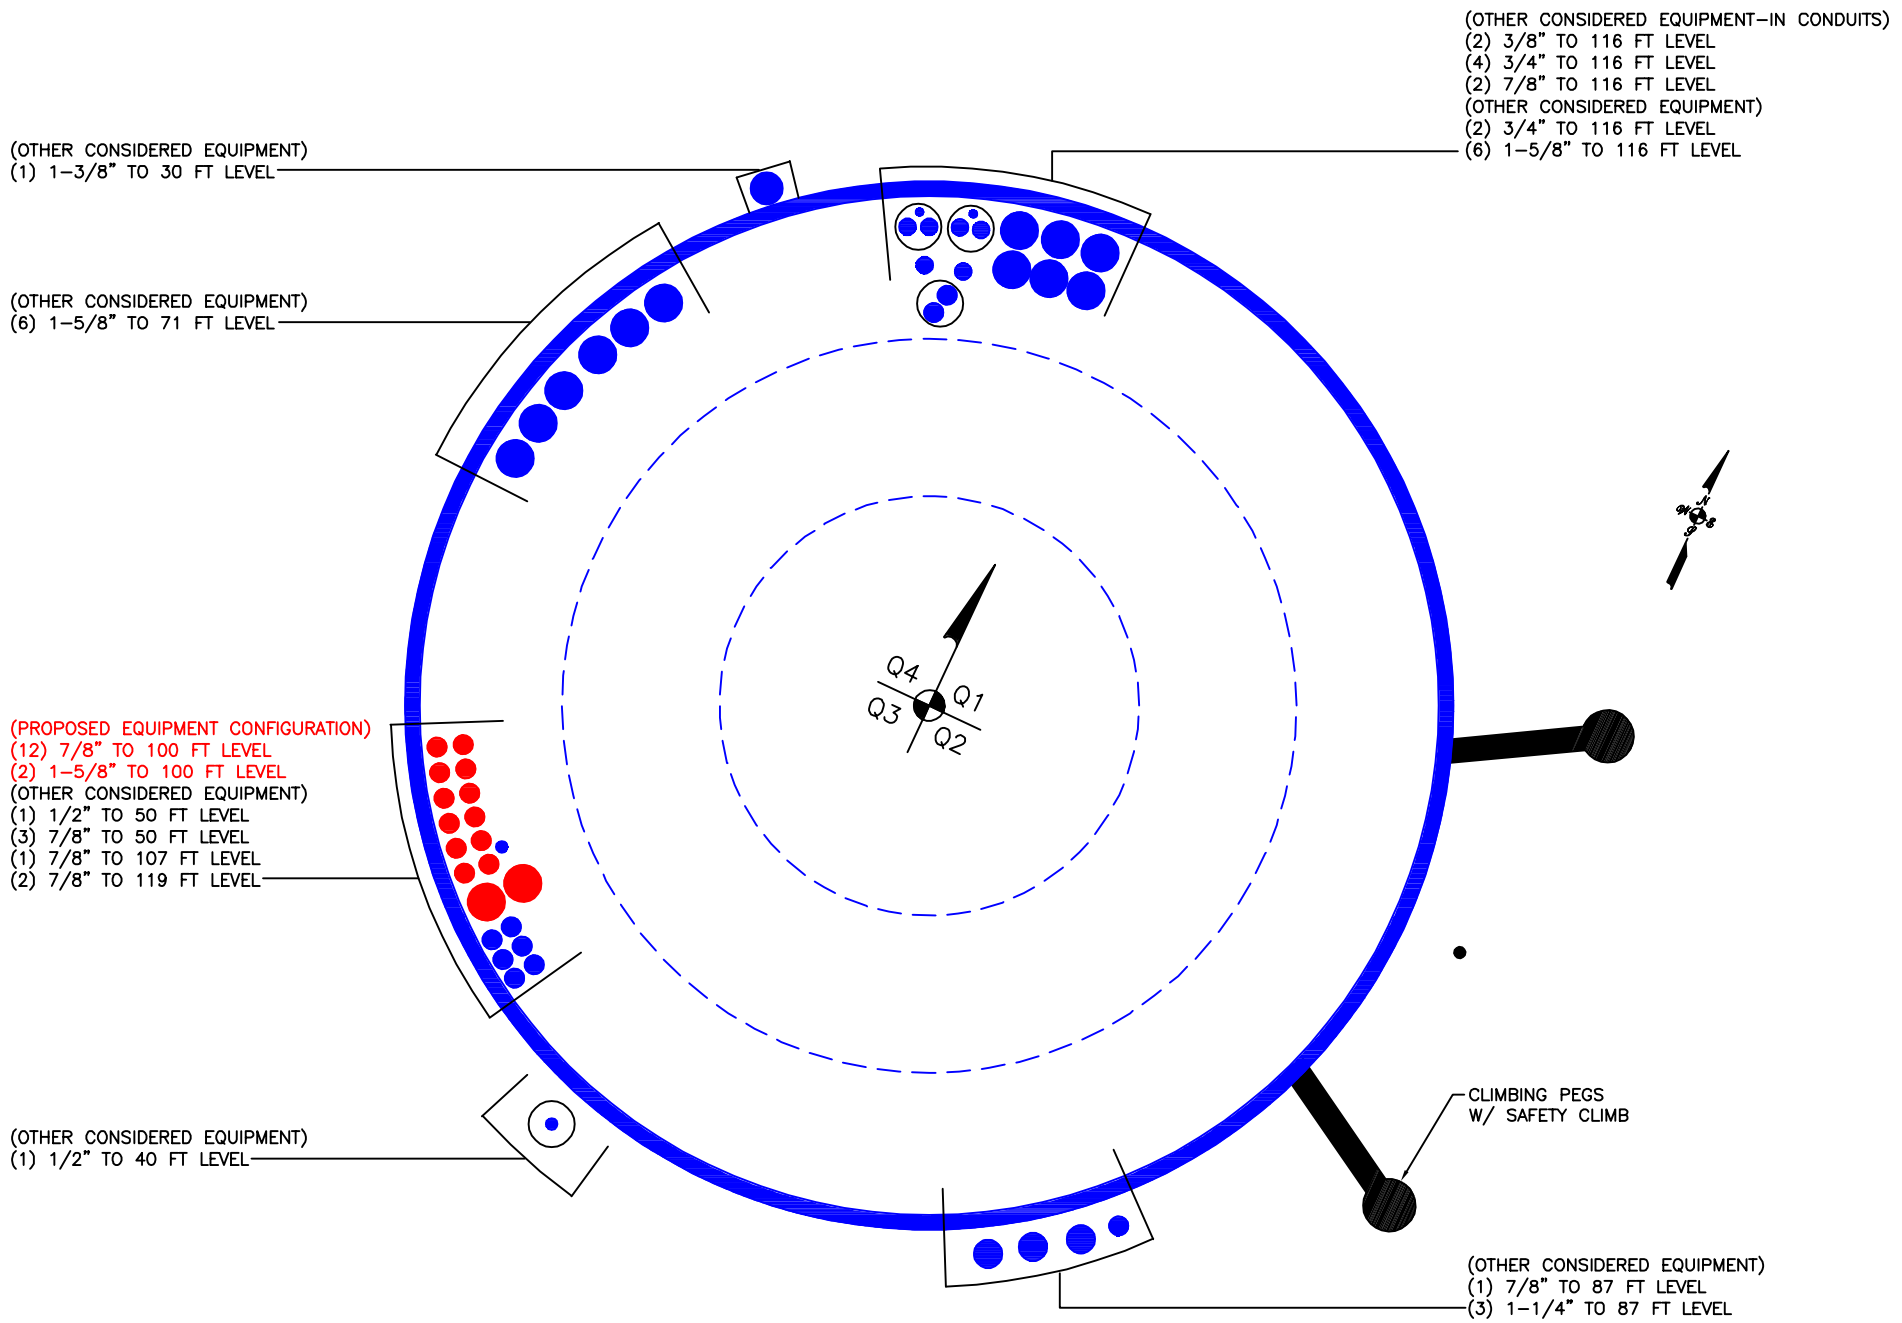 (OTHER CONSIDERED EQUIPMENT-IN CONDUITS)
(2) 3/8" TO 116 FT LEVEL
(4) 3/4" TO 116 FT LEVEL
(2) 7/8" TO 116 FT LEVEL
(OTHER CONSIDERED EQUIPMENT)
(2) 3/4" TO 116 FT LEVEL
(6) 1-5/8" TO 116 FT LEVEL
(OTHER CONSIDERED EQUIPMENT)
(1) 1-3/8" TO 30 FT LEVEL
(OTHER CONSIDERED EQUIPMENT)
(6) 1-5/8" TO 71 FT LEVEL
N
W
E
S
Q4
Q1
Q3
Q2
(PROPOSED EQUIPMENT CONFIGURATION)
(12) 7/8" TO 100 FT LEVEL
(2) 1-5/8" TO 100 FT LEVEL
(OTHER CONSIDERED EQUIPMENT)
(1) 1/2" TO 50 FT LEVEL
(3) 7/8" TO 50 FT LEVEL
(1) 7/8" TO 107 FT LEVEL
(2) 7/8" TO 119 FT LEVEL
(OTHER CONSIDERED EQUIPMENT)
(1) 1/2" TO 40 FT LEVEL
CLIMBING PEGS
W/ SAFETY CLIMB
(OTHER CONSIDERED EQUIPMENT)
(1) 7/8" TO 87 FT LEVEL
(3) 1-1/4" TO 87 FT LEVEL